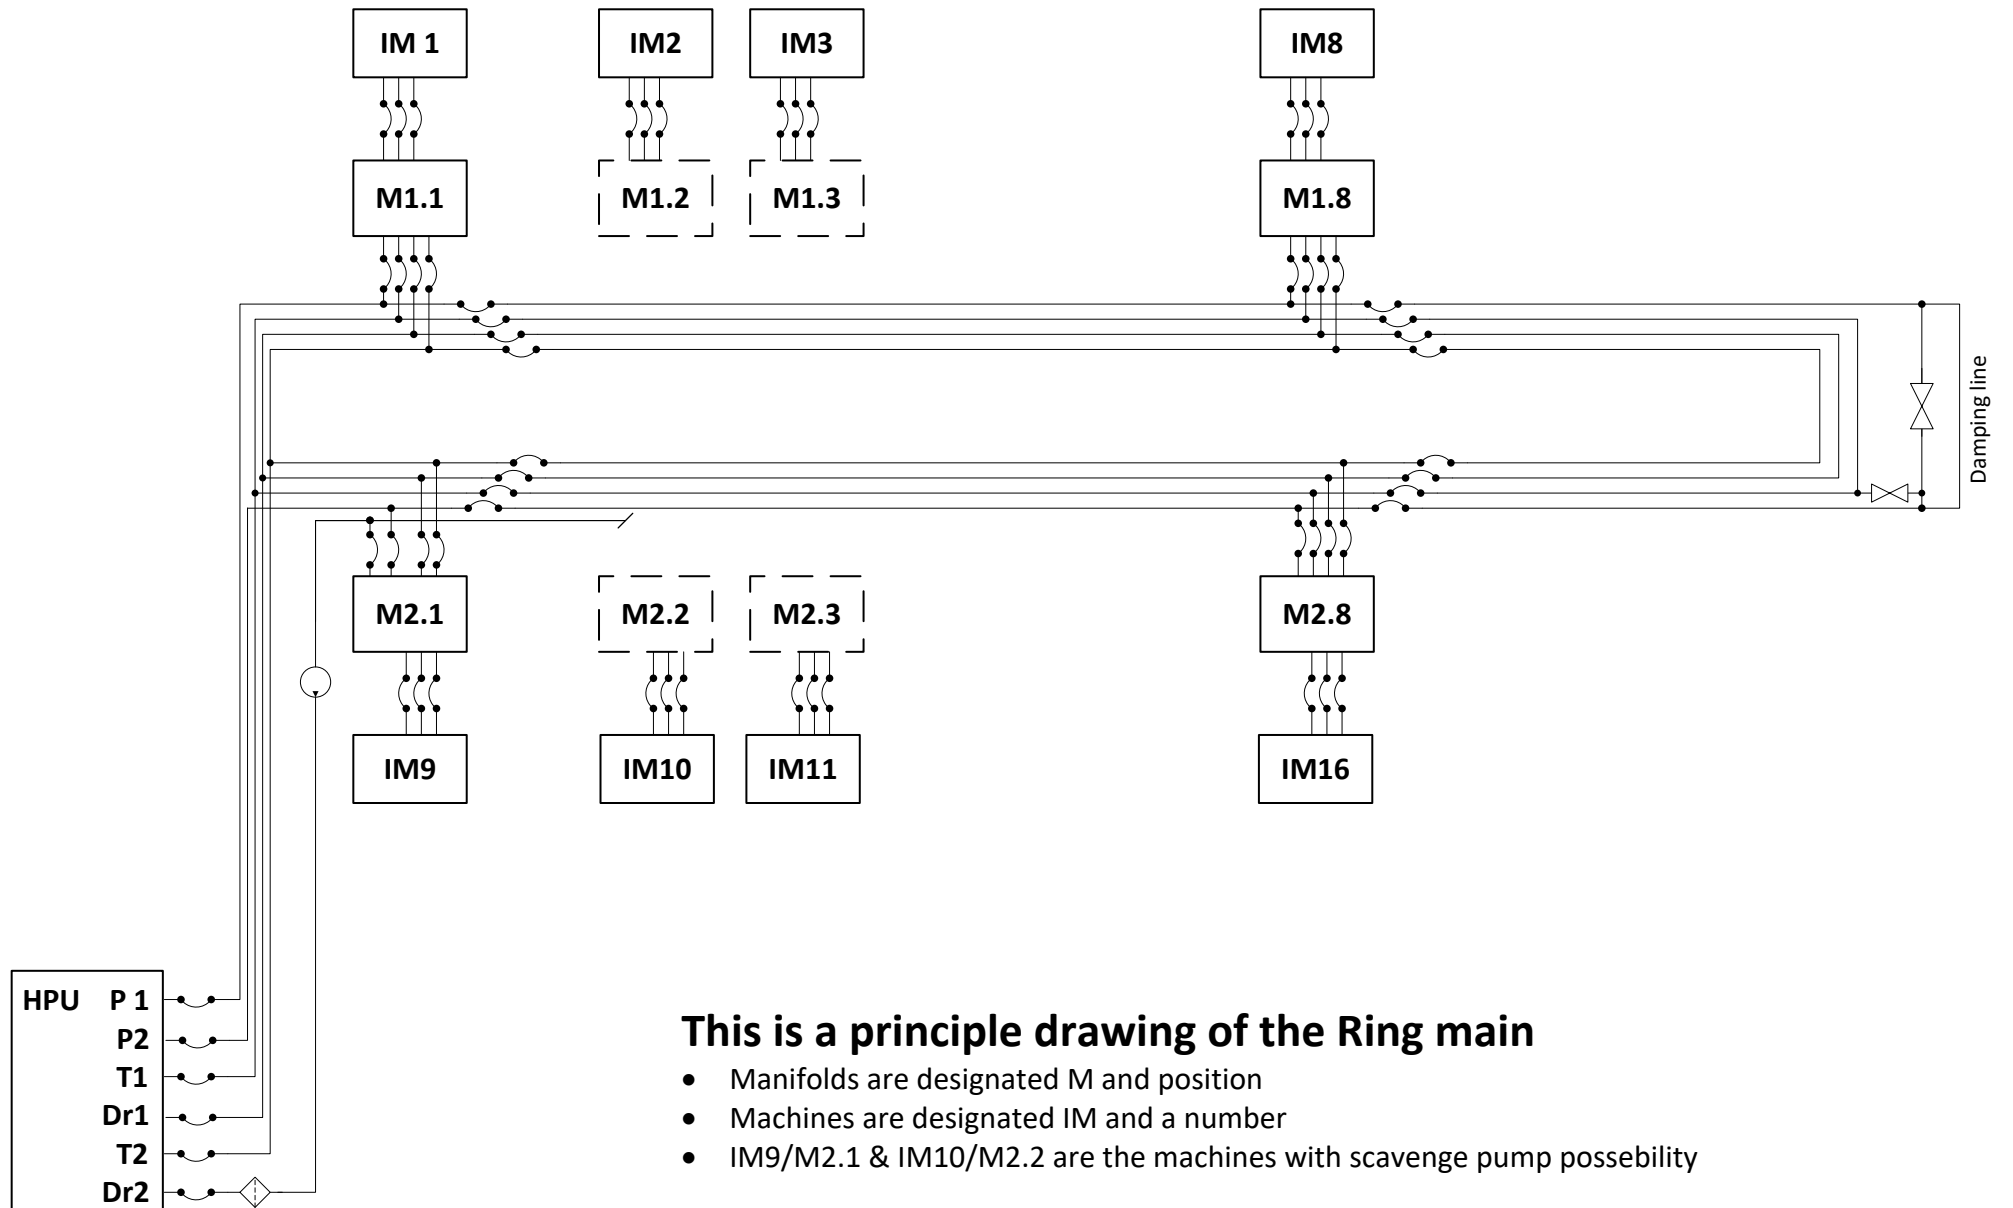 IM 1
IM2
IM3
IM8
M1.1
M1.2
M1.3
M1.8
Damping line
M2.1
M2.2
M2.3
M2.8
IM9
IM10
IM11
IM16
HPU P 1
P2
T1
Dr1
T2
Dr2
This is a principle drawing of the Ring main
• Manifolds are designated M and position
• Machines are designated IM and a number
• IM9/M2.1 & IM10/M2.2 are the machines with scavenge pump possebility